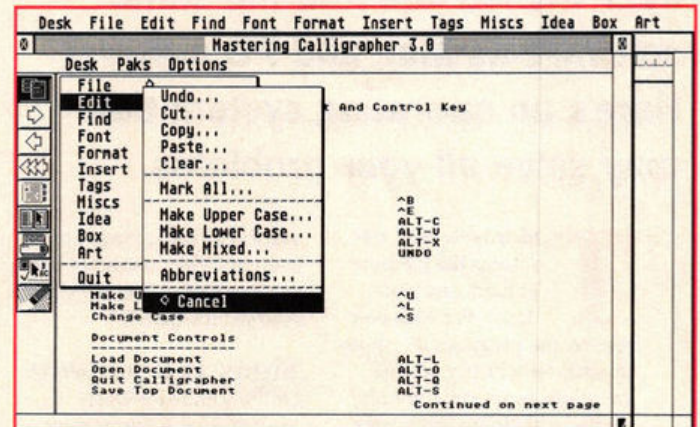 Desk File Edit Find Font Format Insert Tags Miscs Idea Box Art
Mastering Calligrapher 3.0
Desk Paks Options
File
Edit
Find
Font
Format
Insert
Tags
Miscs
Idea
Box
Art
Quit
Undo...
Cut...
Copy...
Paste...
Clear...
Mark All...
Make Upper Case...
Make Lower Case...
Make Mixed...
Abbreviations...
◇ Cancel
And Control Key
^B
^E
ALT-C
ALT-V
ALT-X
UNDO
Make U ^U
Make L ^L
Change Case ^S
Document Controls
Load Document ALT-L
Open Document ALT-O
Quit Calligrapher ALT-Q
Save Top Document ALT-S
Continued on next page